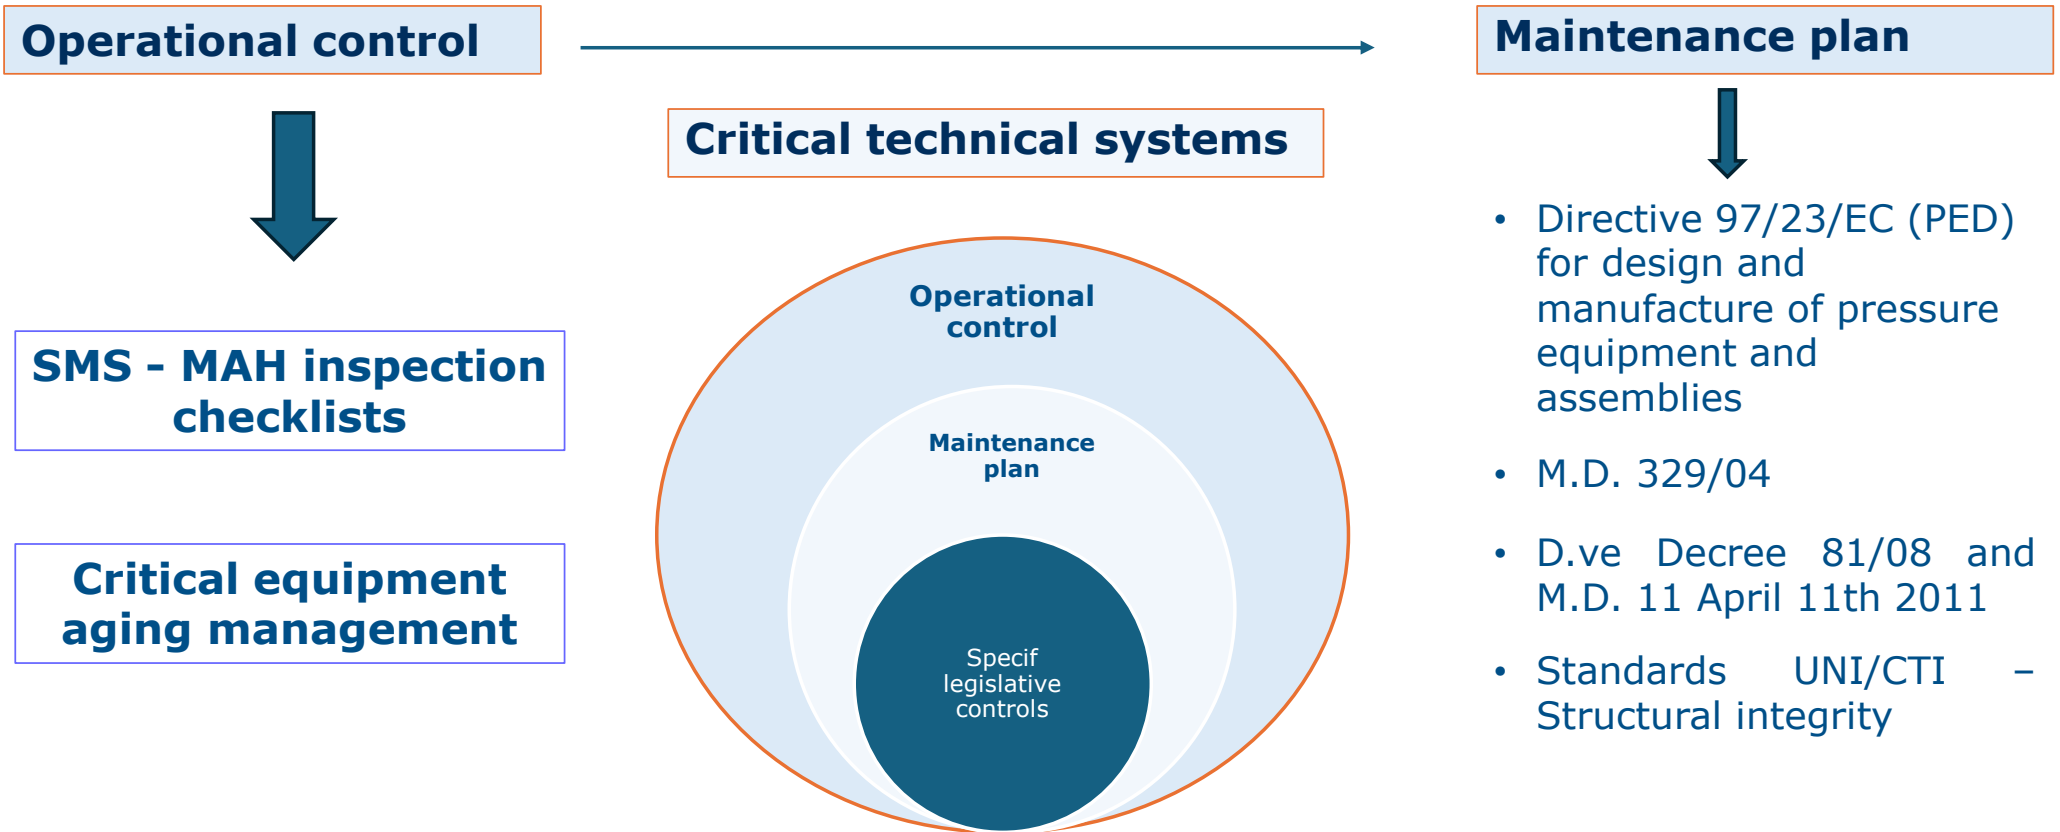 Operational control
Maintenance plan
Critical technical systems
SMS – MAH inspection
checklists
Critical equipment
aging management
Operational
control
Maintenance
plan
Specif
legislative
controls
• Directive 97/23/EC (PED)
for design and
manufacture of pressure
equipment and
assemblies
• M.D. 329/04
• D.ve Decree 81/08 and
M.D. 11 April 11th 2011
• Standards UNI/CTI –
Structural integrity